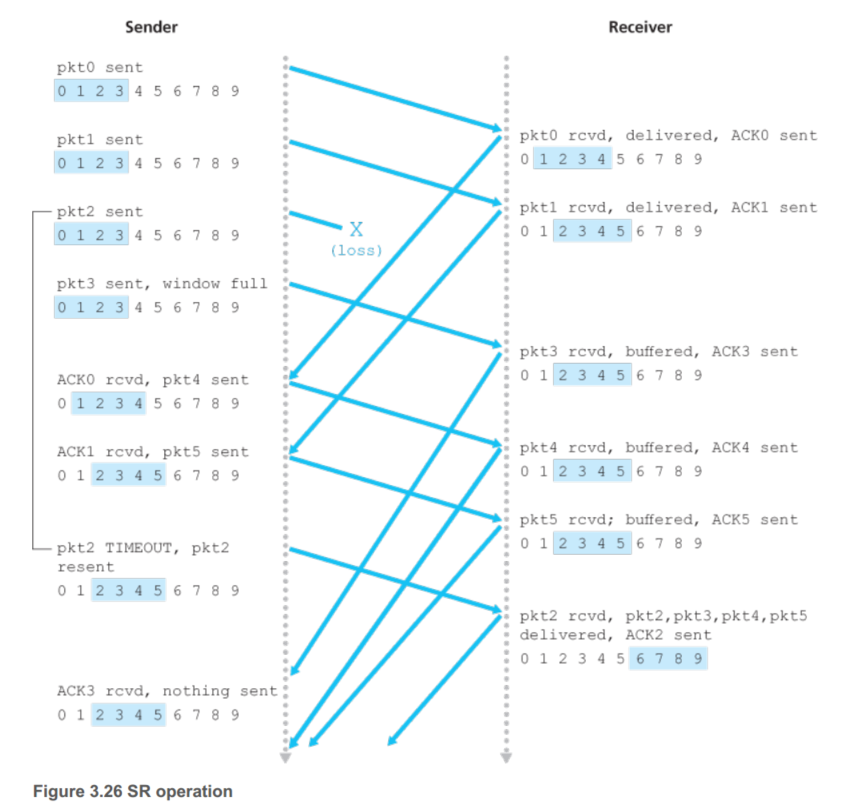 Sender
Receiver
pkt0 sent
0 1 2 3 4 5 6 7 8 9
pkt0 rcvd, delivered, ACK0 sent
0 1 2 3 4 5 6 7 8 9
pkt1 sent
0 1 2 3 4 5 6 7 8 9
pkt1 rcvd, delivered, ACK1 sent
0 1 2 3 4 5 6 7 8 9
pkt2 sent
0 1 2 3 4 5 6 7 8 9
X
(loss)
pkt3 sent, window full
0 1 2 3 4 5 6 7 8 9
pkt3 rcvd, buffered, ACK3 sent
0 1 2 3 4 5 6 7 8 9
ACK0 rcvd, pkt4 sent
0 1 2 3 4 5 6 7 8 9
pkt4 rcvd, buffered, ACK4 sent
0 1 2 3 4 5 6 7 8 9
ACK1 rcvd, pkt5 sent
0 1 2 3 4 5 6 7 8 9
pkt5 rcvd; buffered, ACK5 sent
0 1 2 3 4 5 6 7 8 9
pkt2 TIMEOUT, pkt2
resent
0 1 2 3 4 5 6 7 8 9
pkt2 rcvd, pkt2,pkt3,pkt4,pkt5
delivered, ACK2 sent
0 1 2 3 4 5 6 7 8 9
ACK3 rcvd, nothing sent
0 1 2 3 4 5 6 7 8 9
Figure 3.26 SR operation